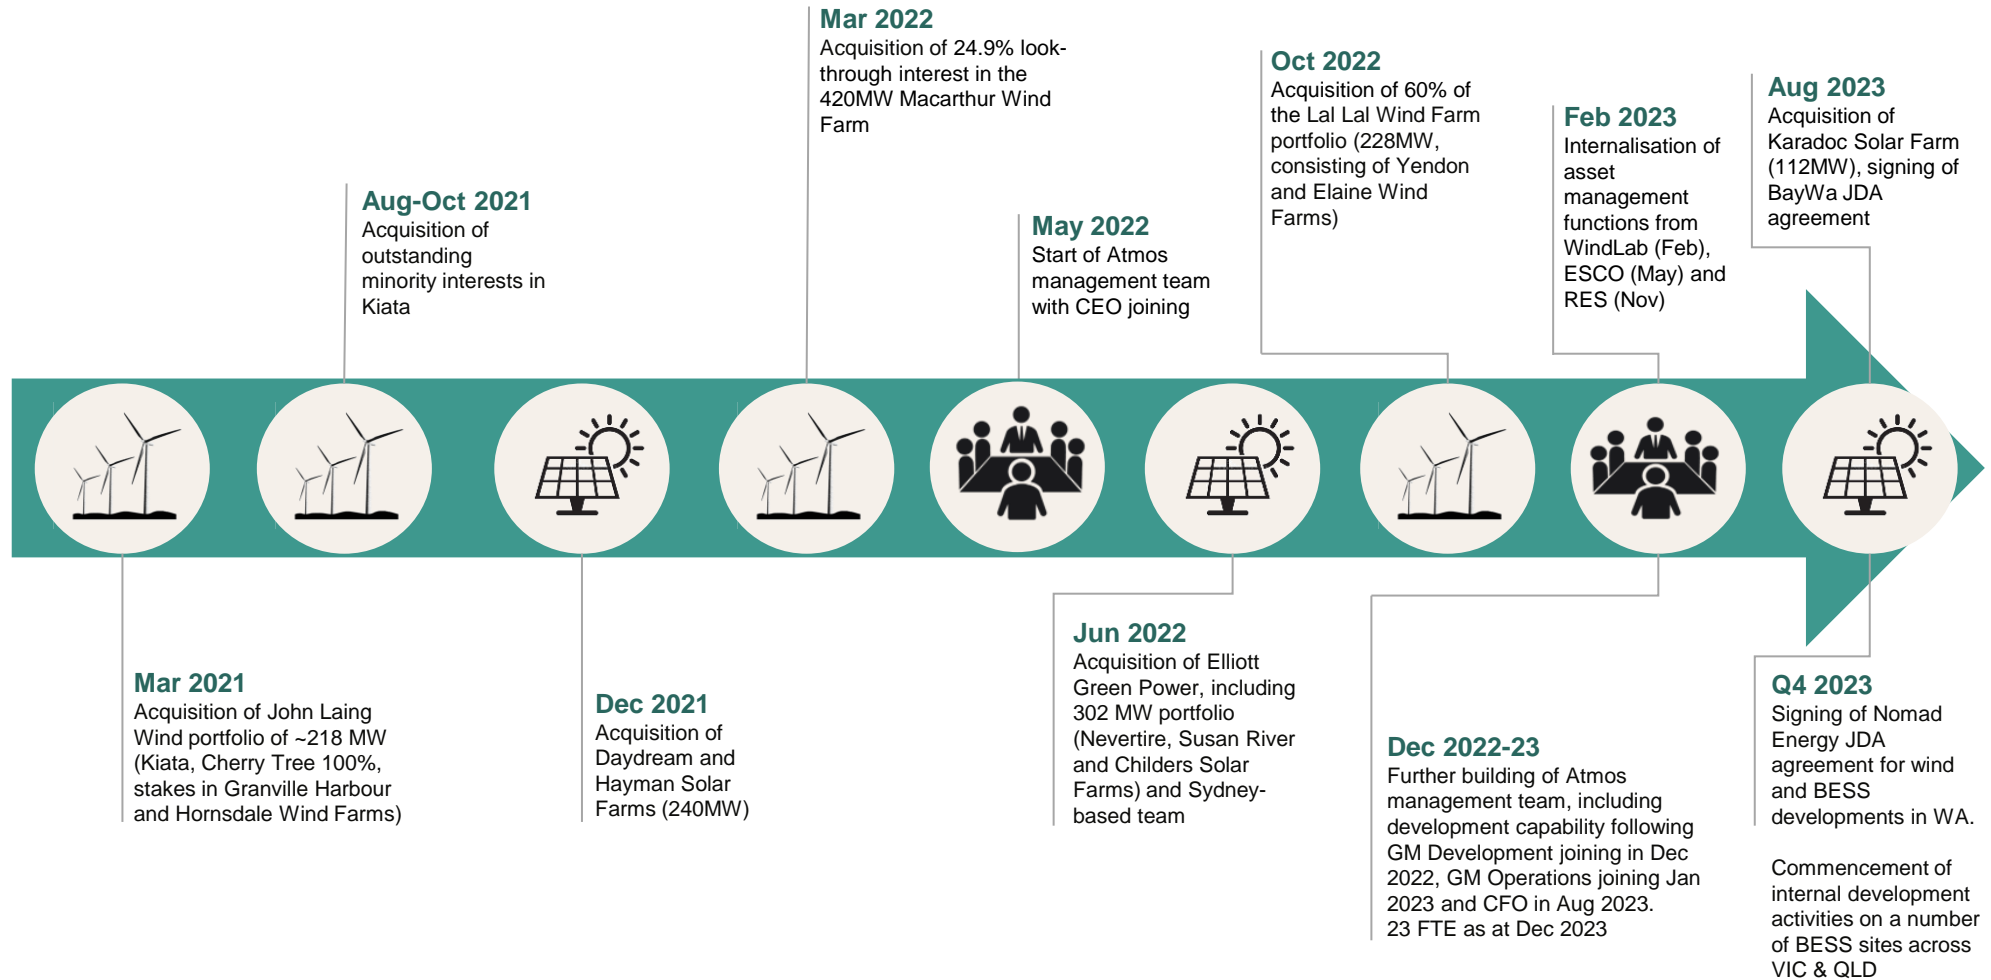 Mar 2022
Acquisition of 24.9% look-
through interest in the
420MW Macarthur Wind
Farm
Oct 2022
Acquisition of 60% of
the Lal Lal Wind Farm
portfolio (228MW,
consisting of Yendon
and Elaine Wind
Farms)
Aug 2023
Acquisition of
Karadoc Solar Farm
(112MW), signing of
BayWa JDA
agreement
Feb 2023
Internalisation of
asset
management
functions from
WindLab (Feb),
ESCO (May) and
RES (Nov)
Aug-Oct 2021
Acquisition of
outstanding
minority interests in
Kiata
May 2022
Start of Atmos
management team
with CEO joining
Mar 2021
Acquisition of John Laing
Wind portfolio of ~218 MW
(Kiata, Cherry Tree 100%,
stakes in Granville Harbour
and Hornsdale Wind Farms)
Dec 2021
Acquisition of
Daydream and
Hayman Solar
Farms (240MW)
Jun 2022
Acquisition of Elliott
Green Power, including
302 MW portfolio
(Nevertire, Susan River
and Childers Solar
Farms) and Sydney-
based team
Dec 2022-23
Further building of Atmos
management team, including
development capability following
GM Development joining in Dec
2022, GM Operations joining Jan
2023 and CFO in Aug 2023.
23 FTE as at Dec 2023
Q4 2023
Signing of Nomad
Energy JDA
agreement for wind
and BESS
developments in WA.
Commencement of
internal development
activities on a number
of BESS sites across
VIC & QLD